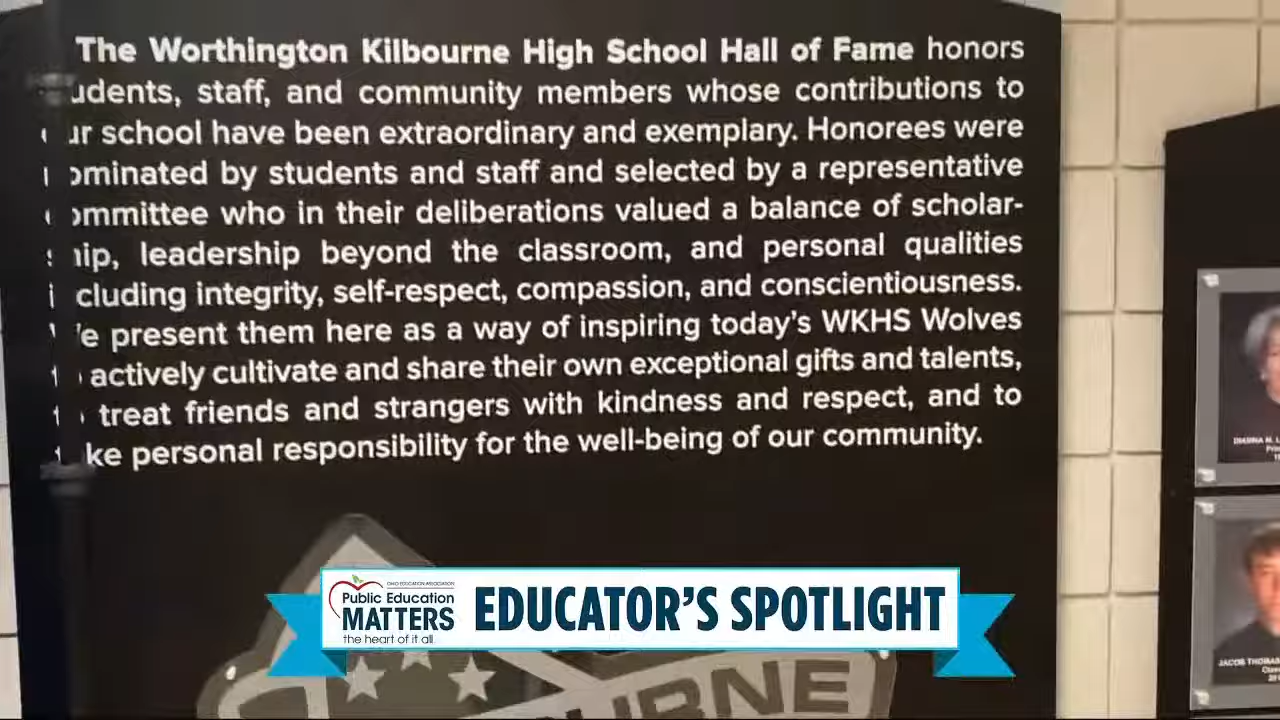 The Worthington Kilbourne High School Hall of Fame honors
udents, staff, and community members whose contributions to
ur school have been extraordinary and exemplary. Honorees were
ominated by students and staff and selected by a representative
ommittee who in their deliberations valued a balance of scholar-
hip, leadership beyond the classroom, and personal qualities
cluding integrity, self-respect, compassion, and conscientiousness.
e present them here as a way of inspiring today's WKHS Wolves
actively cultivate and share their own exceptional gifts and talents,
treat friends and strangers with kindness and respect, and to
ke personal responsibility for the well-being of our community.
DIANNA M. L
JACOB THOMAS
OHIO EDUCATION ASSOCIATION
Public Education
MATTERS
the heart of it all.
EDUCATOR'S SPOTLIGHT
URNE